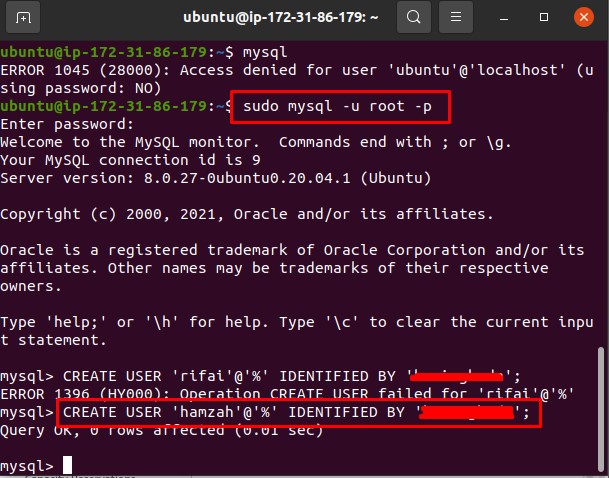 ubuntu@ip-172-31-86-179: ~
ubuntu@ip-172-31-86-179:~$ mysql
ERROR 1045 (28000): Access denied for user 'ubuntu'@'localhost' (u
sing password: NO)
ubuntu@ip-172-31-86-179:~$ sudo mysql -u root -p
Enter password:
Welcome to the MySQL monitor.  Commands end with ; or \g.
Your MySQL connection id is 9
Server version: 8.0.27-0ubuntu0.20.04.1 (Ubuntu)
Copyright (c) 2000, 2021, Oracle and/or its affiliates.
Oracle is a registered trademark of Oracle Corporation and/or its
affiliates. Other names may be trademarks of their respective
owners.
Type 'help;' or '\h' for help. Type '\c' to clear the current inpu
t statement.
mysql> CREATE USER 'rifai'@'%' IDENTIFIED BY '';
ERROR 1396 (HY000): Operation CREATE USER failed for 'rifai'@'%'
mysql> CREATE USER 'hamzah'@'%' IDENTIFIED BY '';
Query OK, 0 rows affected (0.01 sec)
mysql>